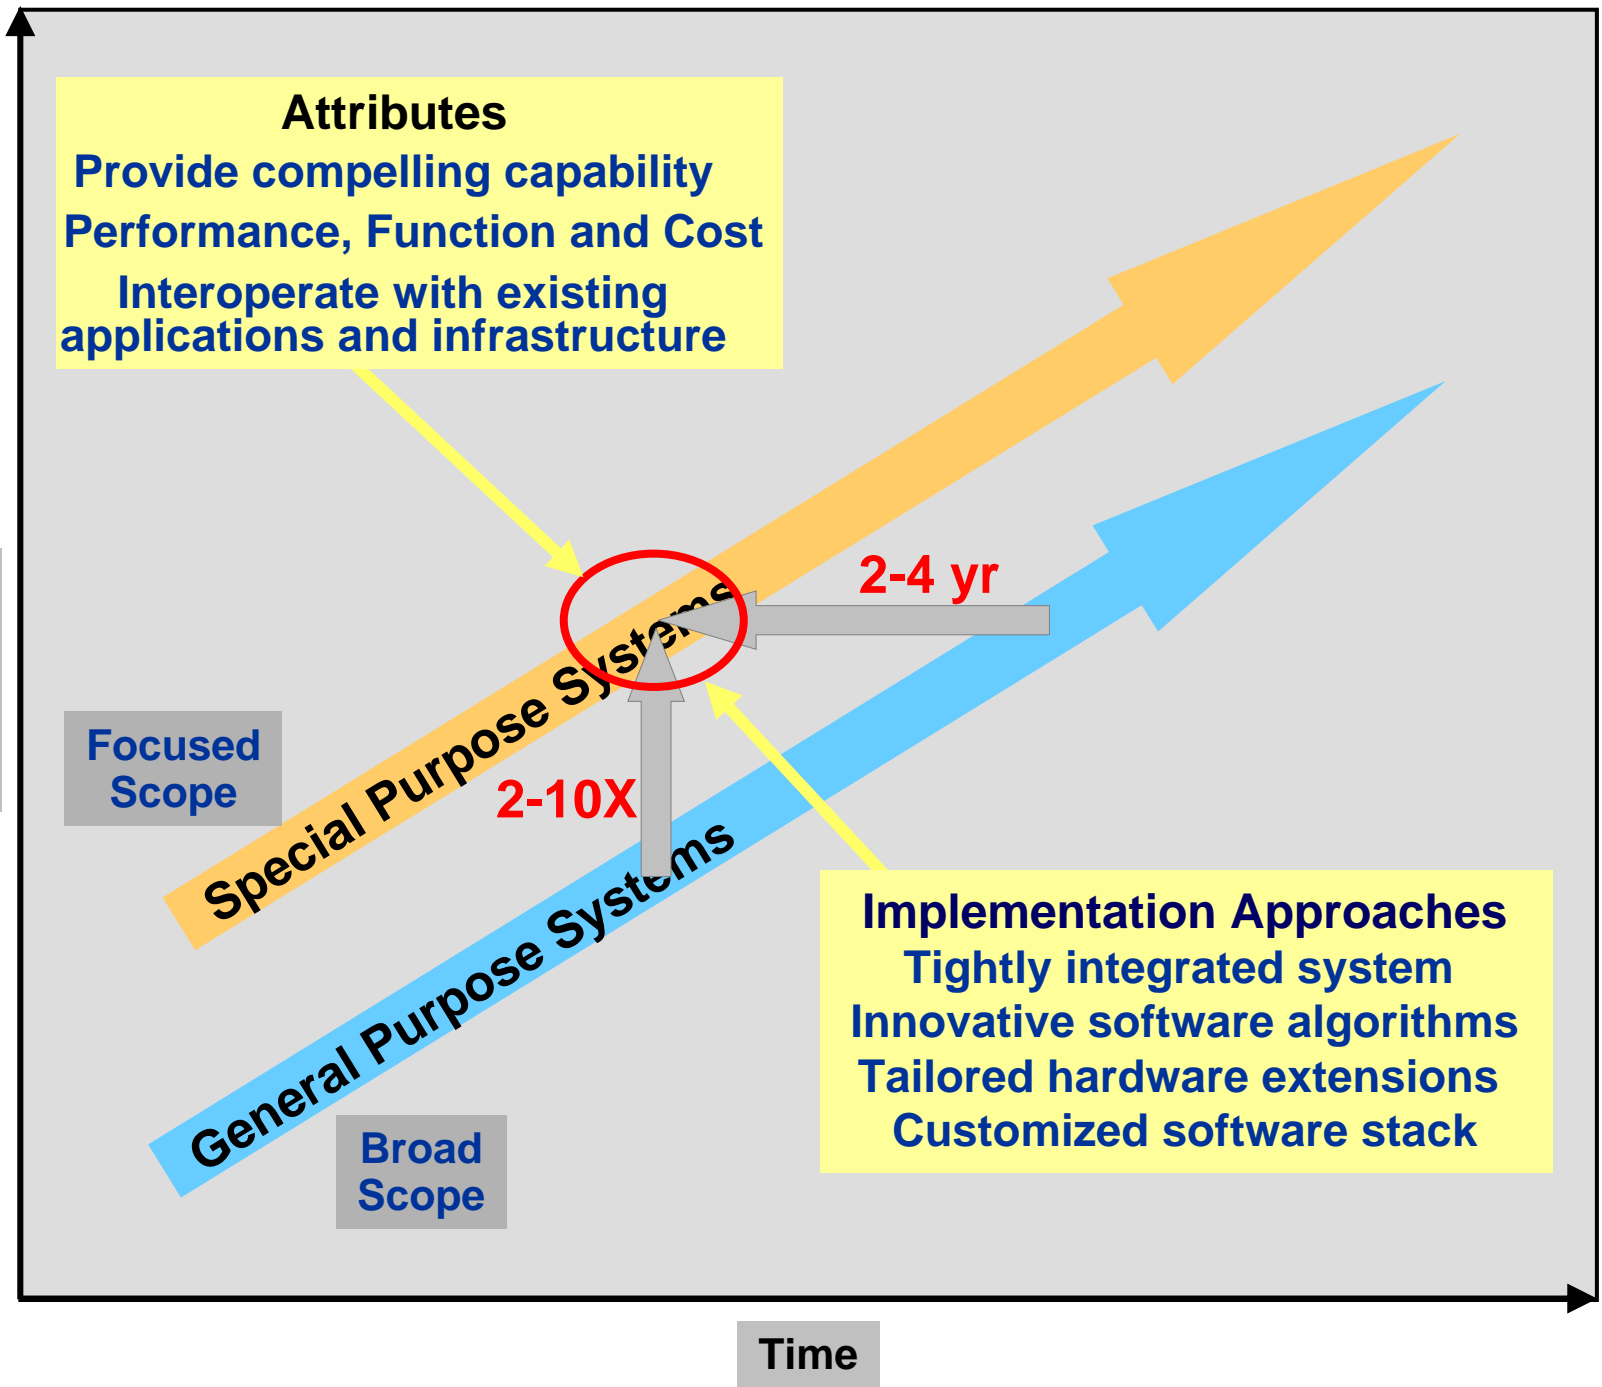 Attributes
Provide compelling capability
Performance, Function and Cost
Interoperate with existing
applications and infrastructure
2-4 yr
Special Purpose Systems
Focused
Scope
2-10X
General Purpose Systems
Implementation Approaches
Tightly integrated system
Innovative software algorithms
Tailored hardware extensions
Customized software stack
Broad
Scope
Time